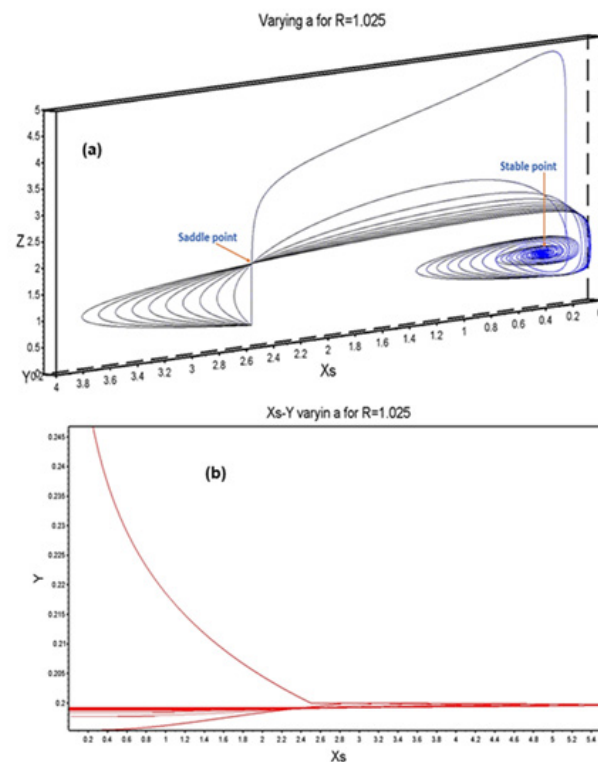 Varying a for R=1.025
(a)
Stable point
Saddle point
Z
5
4.5
4
3.5
3
2.5
2
1.5
1
0.5
0
Y0.2
4 3.8 3.6 3.4 3.2 3 2.8 2.6 2.4 2.2 2 1.8 1.6 1.4 1.2 1 0.8 0.6 0.4 0.2 0
Xs
Xs-Y varyin a for R=1.025
(b)
Y
0.245
0.24
0.235
0.23
0.225
0.22
0.215
0.21
0.205
0.2
0.2 0.4 0.6 0.8 1 1.2 1.4 1.6 1.8 2 2.2 2.4 2.6 2.8 3 3.2 3.4 3.6 3.8 4 4.2 4.4 4.6 4.8 5 5.2 5.4
Xs